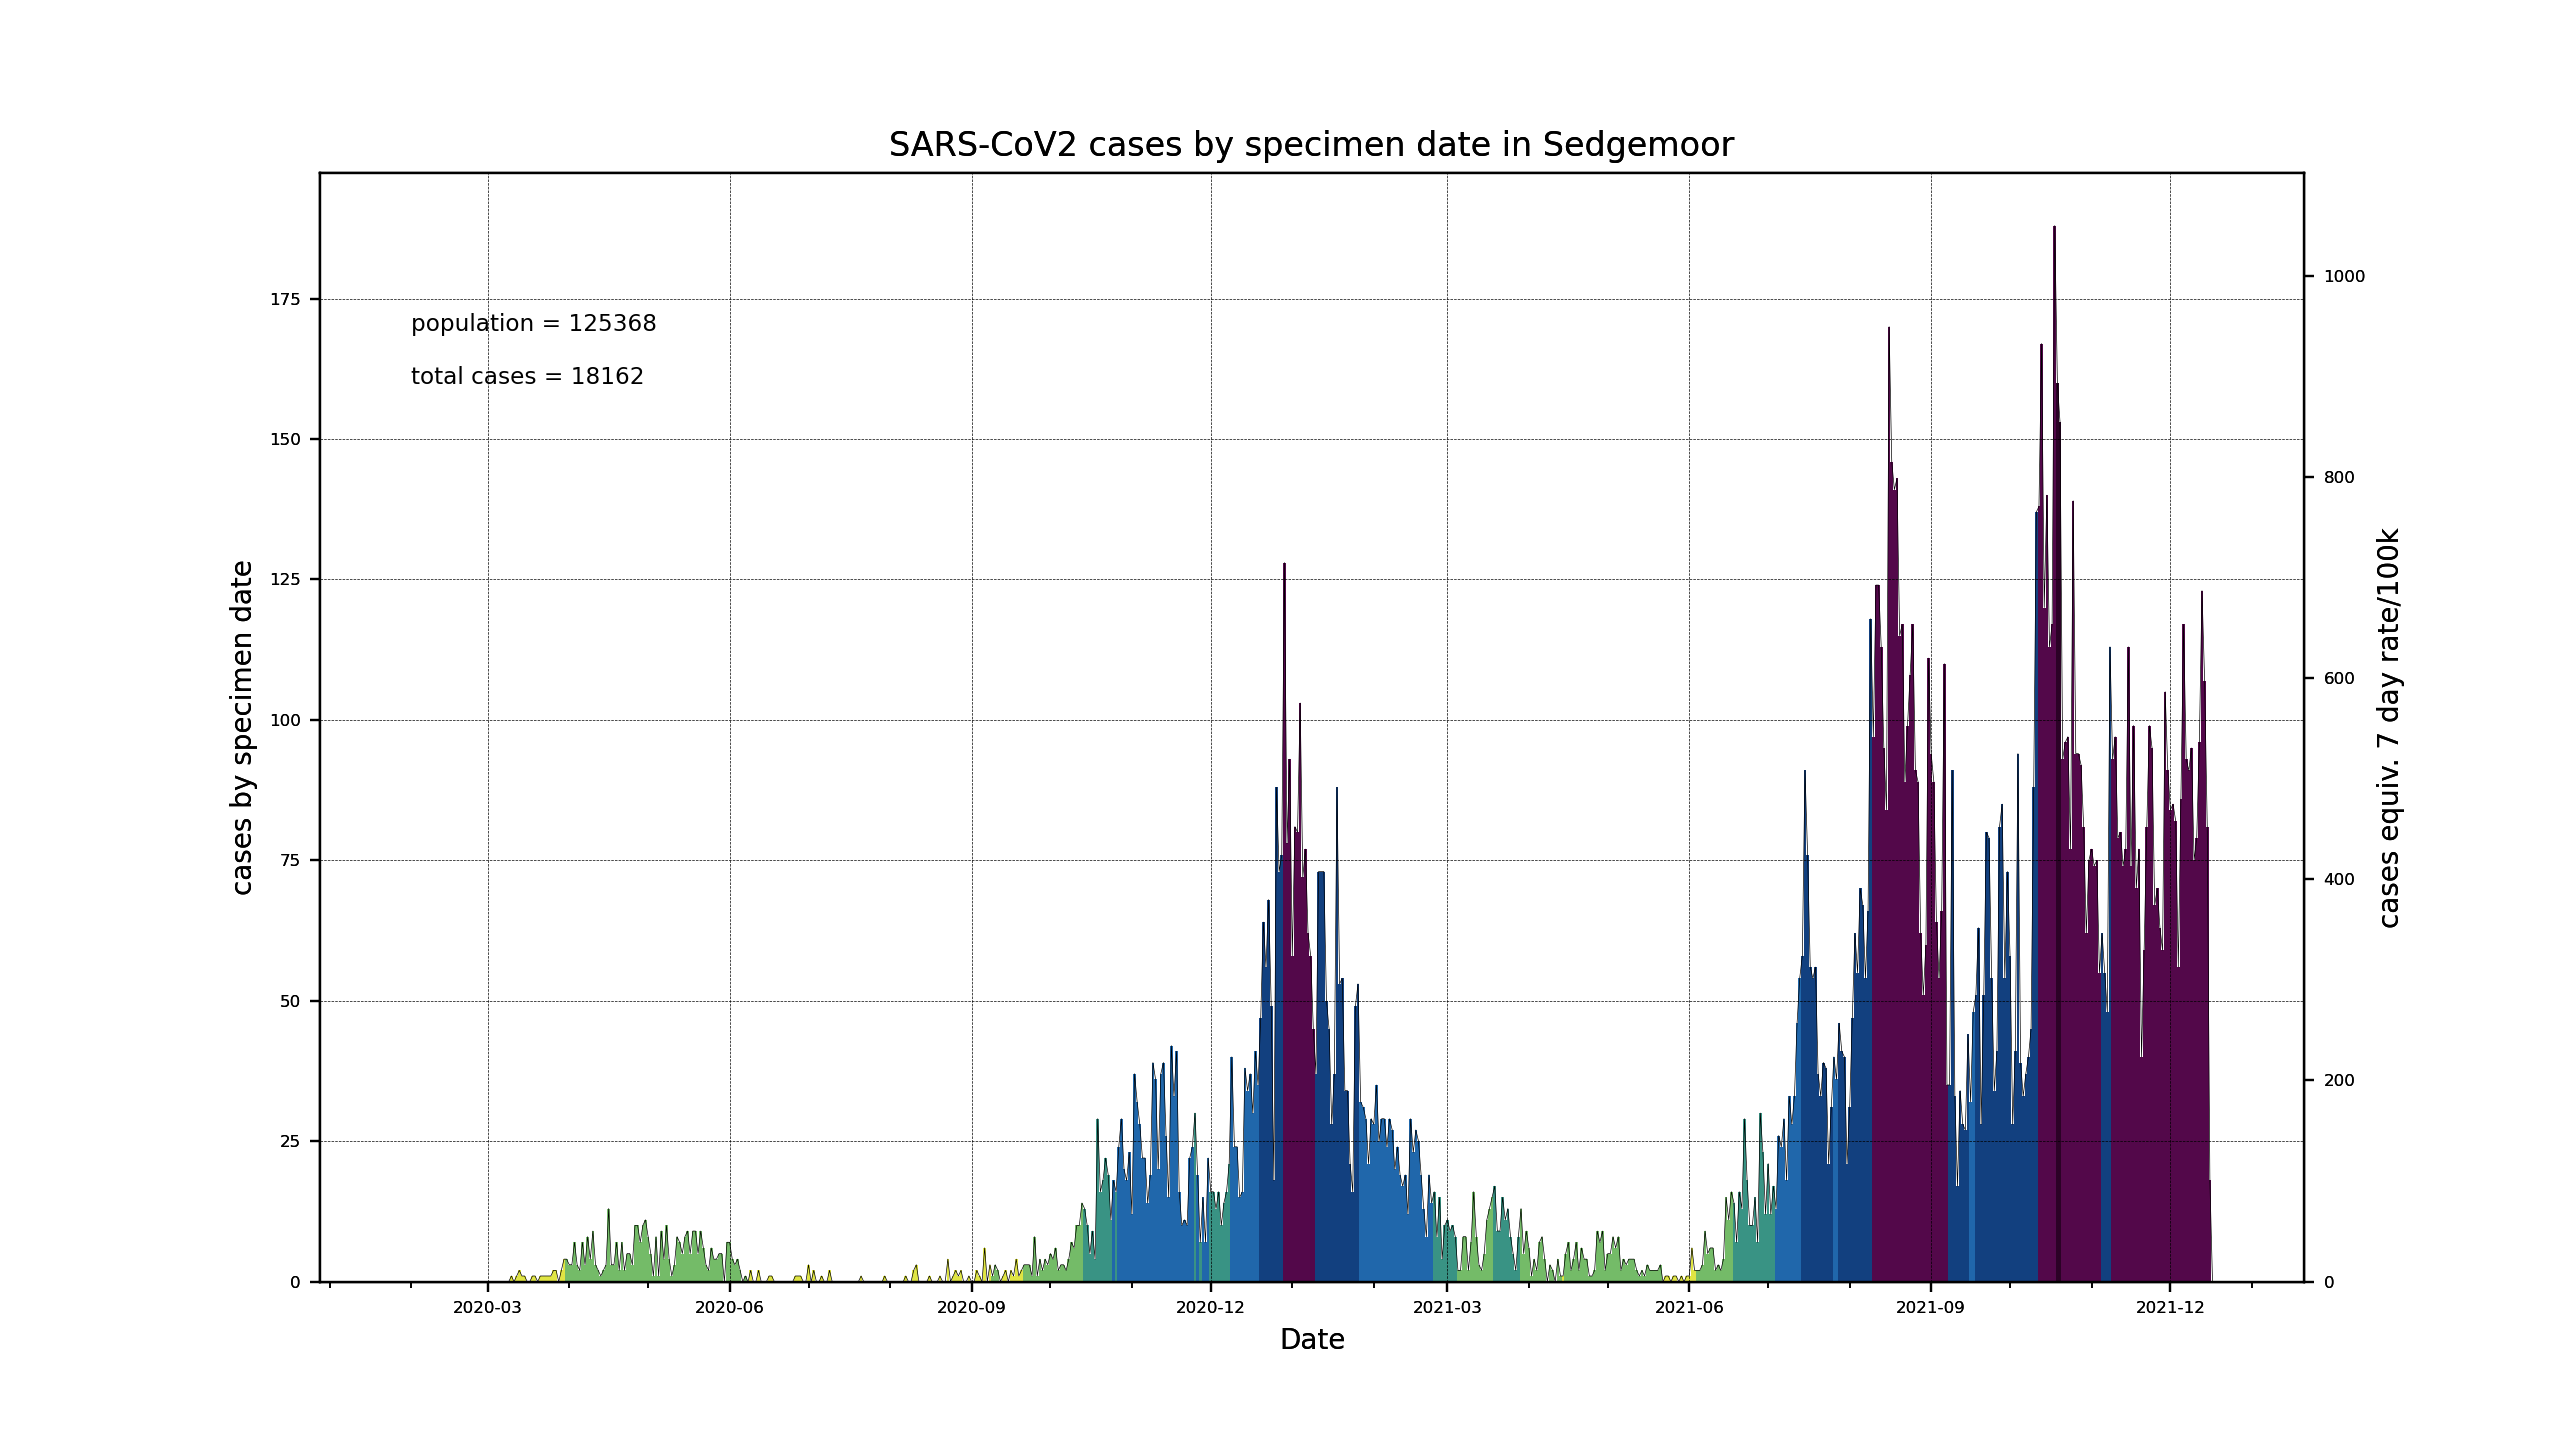 SARS-CoV2 cases by specimen date in Sedgemoor
population = 125368
total cases = 18162
cases by specimen date
175
150
125
100
75
50
25
0
1000
800
600
400
200
0
cases equiv. 7 day rate/100k
2020-03 2020-06 2020-09 2020-12 2021-03 2021-06 2021-09 2021-12
Date